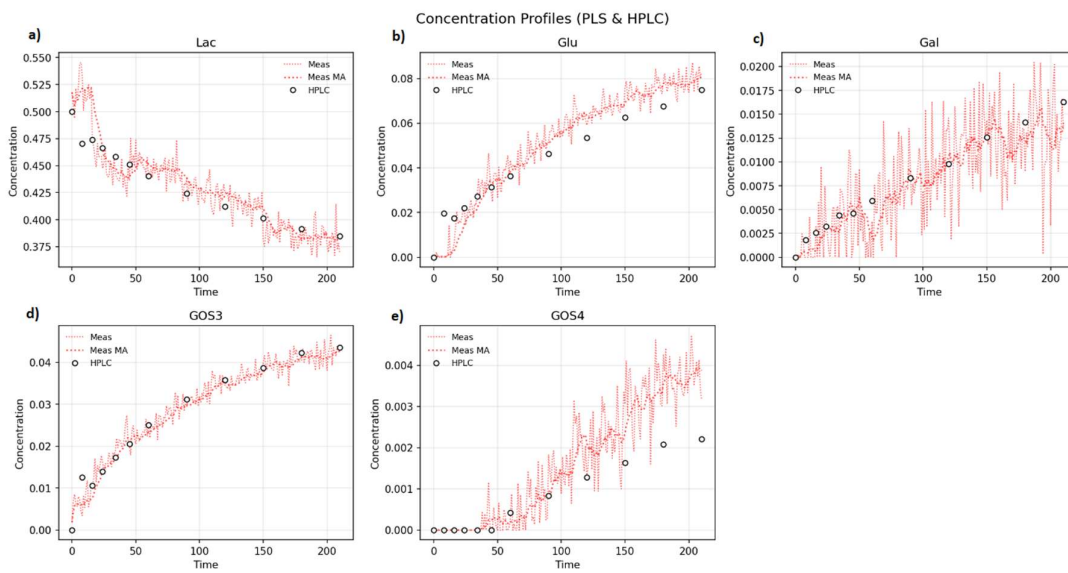 Concentration Profiles (PLS & HPLC)
a)
Lac
Concentration
0.550
0.525
0.500
0.475
0.450
0.425
0.400
0.375
Meas
Meas MA
HPLC
0
50
100
150
200
Time
b)
Glu
Concentration
0.08
0.06
0.04
0.02
0.00
Meas
Meas MA
HPLC
0
50
100
150
200
Time
c)
Gal
Concentration
0.0200
0.0175
0.0150
0.0125
0.0100
0.0075
0.0050
0.0025
0.0000
Meas
Meas MA
HPLC
0
50
100
150
200
Time
d)
GOS3
Concentration
0.04
0.03
0.02
0.01
0.00
Meas
Meas MA
HPLC
0
50
100
150
200
Time
e)
GOS4
Concentration
0.004
0.003
0.002
0.001
0.000
Meas
Meas MA
HPLC
0
50
100
150
200
Time